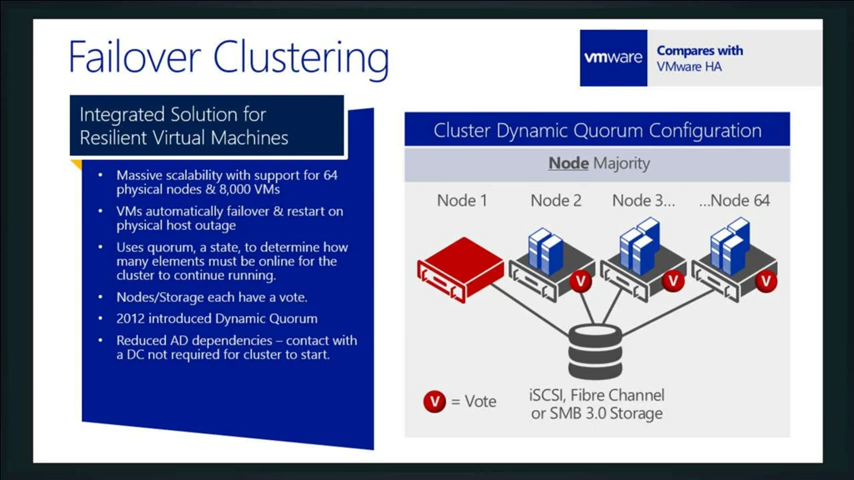 Failover Clustering
vmware
Compares with
VMware HA
Integrated Solution for
Resilient Virtual Machines
• Massive scalability with support for 64
physical nodes & 8,000 VMs
• VMs automatically failover & restart on
physical host outage
• Uses quorum, a state, to determine how
many elements must be online for the
cluster to continue running.
• Nodes/Storage each have a vote.
• 2012 introduced Dynamic Quorum
• Reduced AD dependencies – contact with
a DC not required for cluster to start.
Cluster Dynamic Quorum Configuration
Node Majority
Node 1 Node 2 Node 3... ...Node 64
V V V
V = Vote
iSCSI, Fibre Channel
or SMB 3.0 Storage